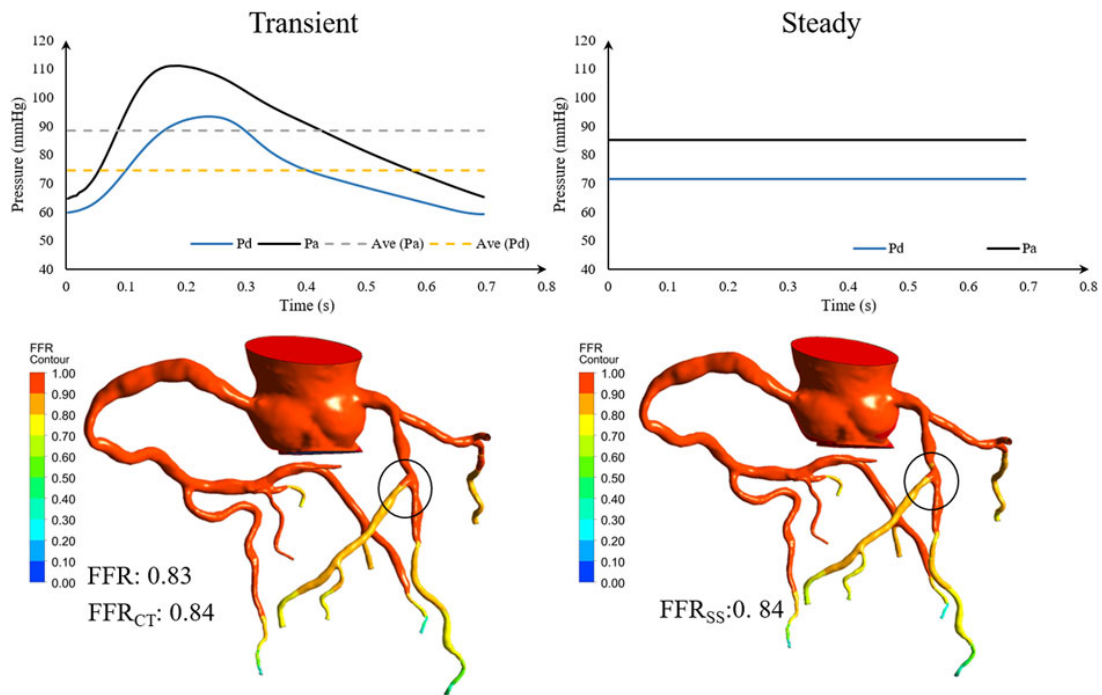 Transient
Steady
120
110
100
90
80
70
60
50
40
Pressure (mmHg)
Pd Pa Ave (Pa) Ave (Pd)
0 0.1 0.2 0.3 0.4 0.5 0.6 0.7 0.8
Time (s)
120
110
100
90
80
70
60
50
40
Pressure (mmHg)
Pd Pa
0 0.1 0.2 0.3 0.4 0.5 0.6 0.7 0.8
Time (s)
FFR
Contour
1.00
0.90
0.80
0.70
0.60
0.50
0.40
0.30
0.20
0.10
0.00
FFR: 0.83
FFRCT: 0.84
FFR
Contour
1.00
0.90
0.80
0.70
0.60
0.50
0.40
0.30
0.20
0.10
0.00
FFRSS:0. 84